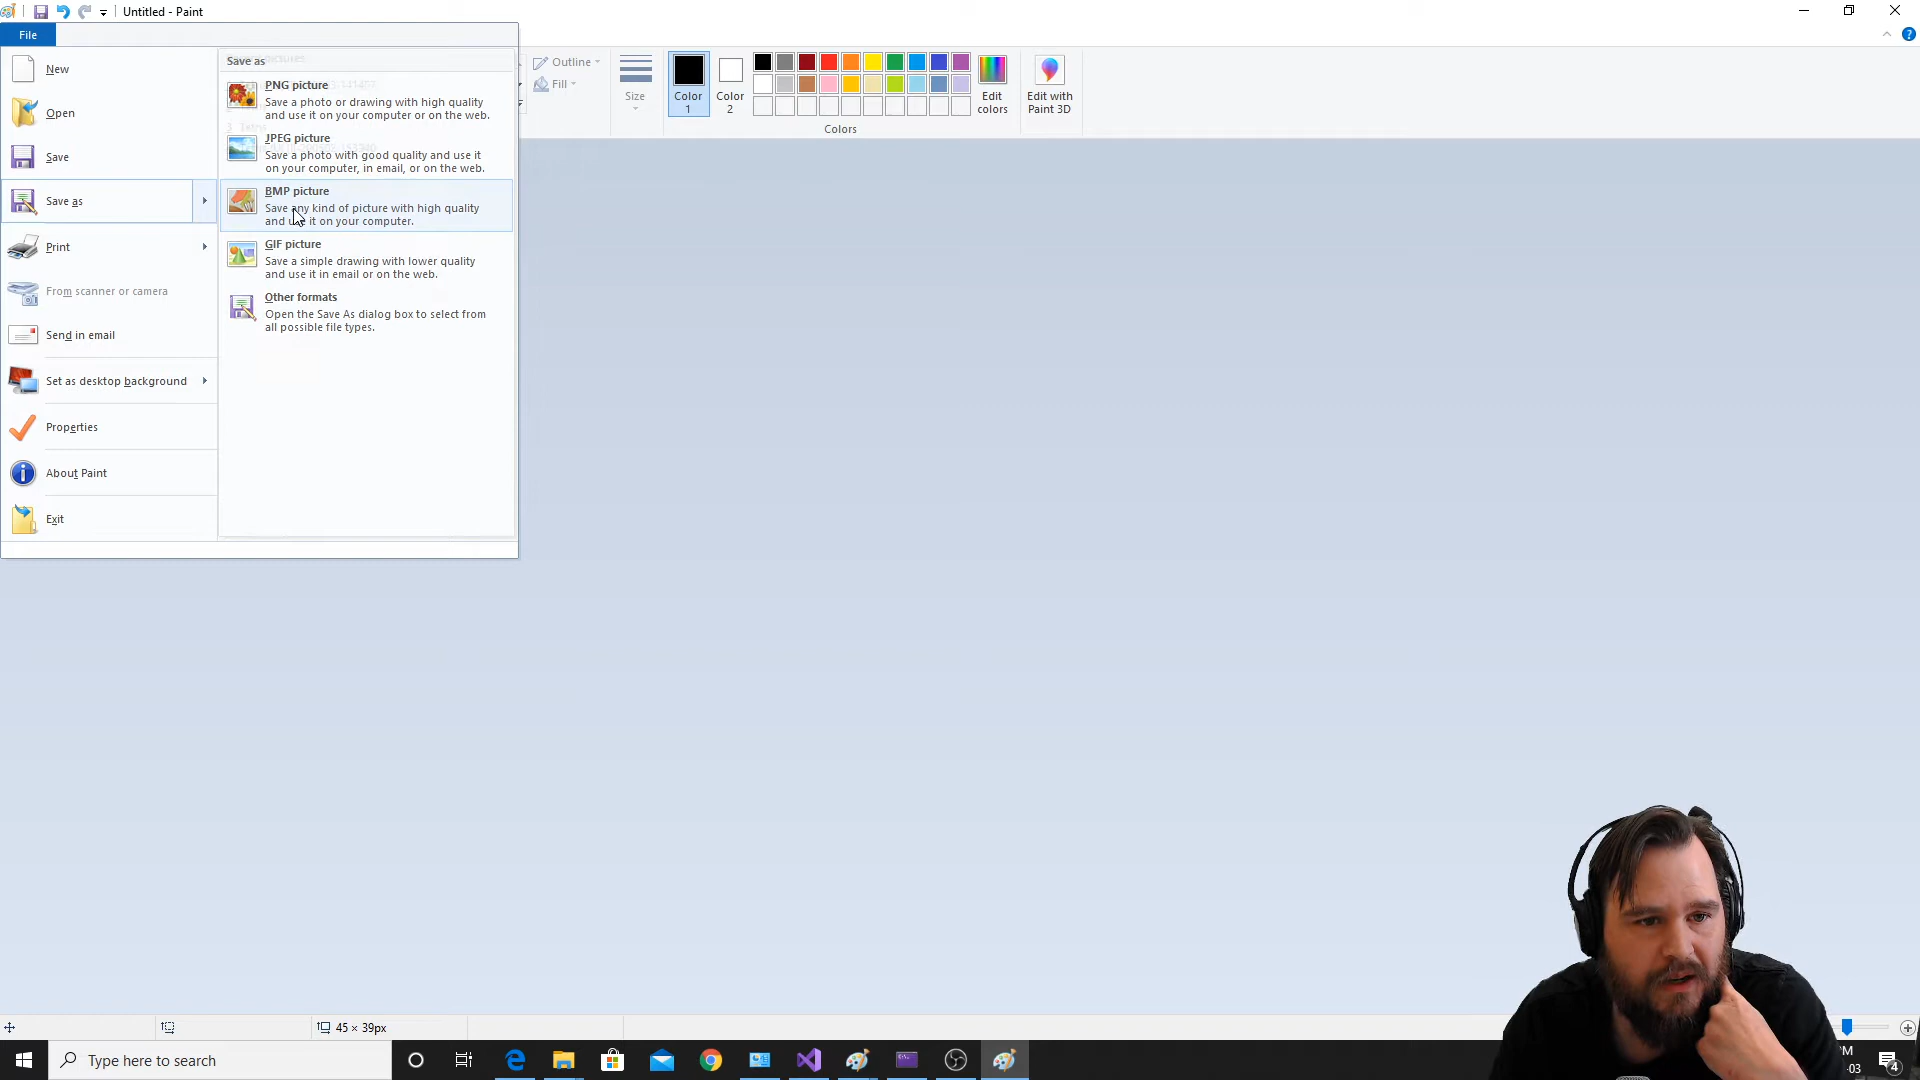 Untitled - Paint
File
New
Open
Save
Save as
Print
From scanner or camera
Send in email
Set as desktop background
Properties
About Paint
Exit
Save as
PNG picture
Save a photo or drawing with high quality
and use it on your computer or on the web.
JPEG picture
Save a photo with good quality and use it
on your computer, in email, or on the web.
BMP picture
Save any kind of picture with high quality
and use it on your computer.
GIF picture
Save a simple drawing with lower quality
and use it in email or on the web.
Other formats
Open the Save As dialog box to select from
all possible file types.
Outline
Fill
Size
Color
1
Color
2
Edit
colors
Edit with
Paint 3D
Colors
45 × 39px
Type here to search
4